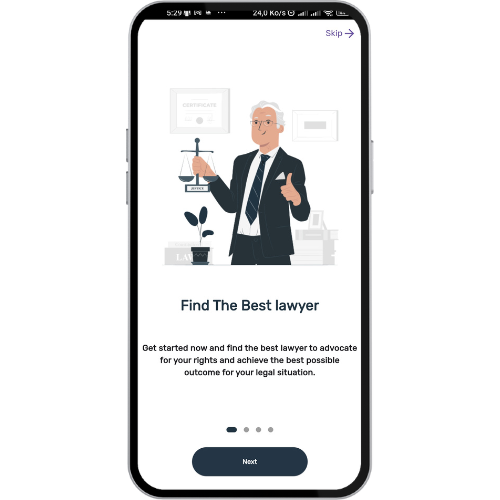 5:29
24,0 Ko/s
Skip
CERTIFICATE
JUSTICE
LAW
Find The Best lawyer
Get started now and find the best lawyer to advocate
for your rights and achieve the best possible
outcome for your legal situation.
Next